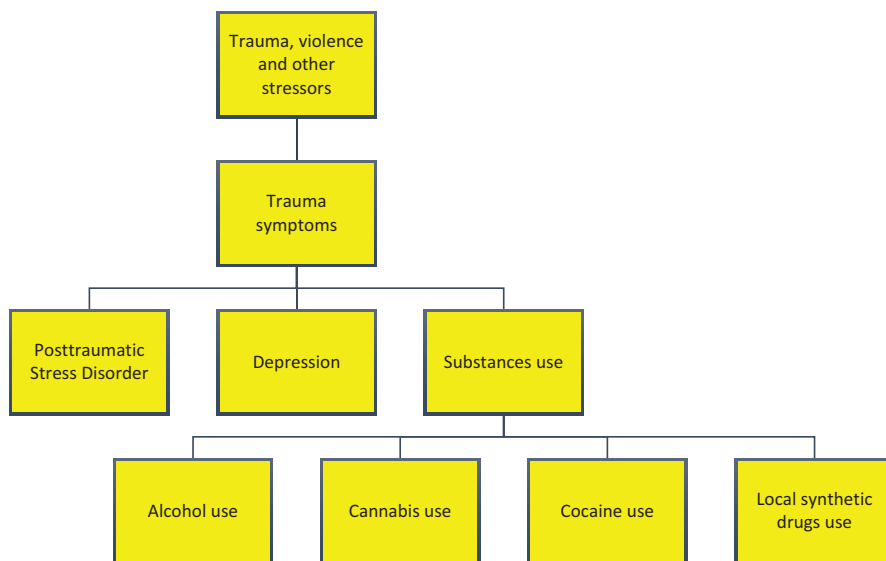 Trauma, violence
and other
stressors
Trauma
symptoms
Posttraumatic
Stress Disorder
Depression
Substances use
Alcohol use
Cannabis use
Cocaine use
Local synthetic
drugs use